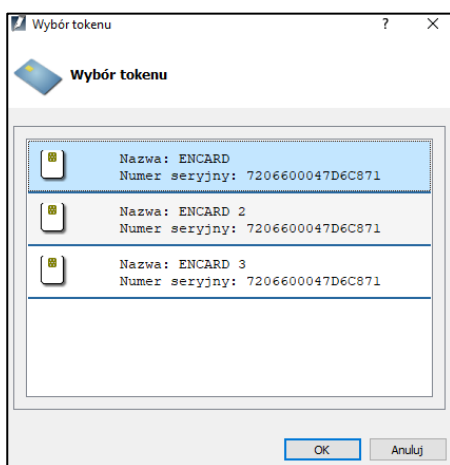 Wybór tokenu
?
Wybór tokenu
Nazwa: ENCARD
Numer seryjny: 7206600047D6C871
Nazwa: ENCARD 2
Numer seryjny: 7206600047D6C871
Nazwa: ENCARD 3
Numer seryjny: 7206600047D6C871
OK
Anuluj